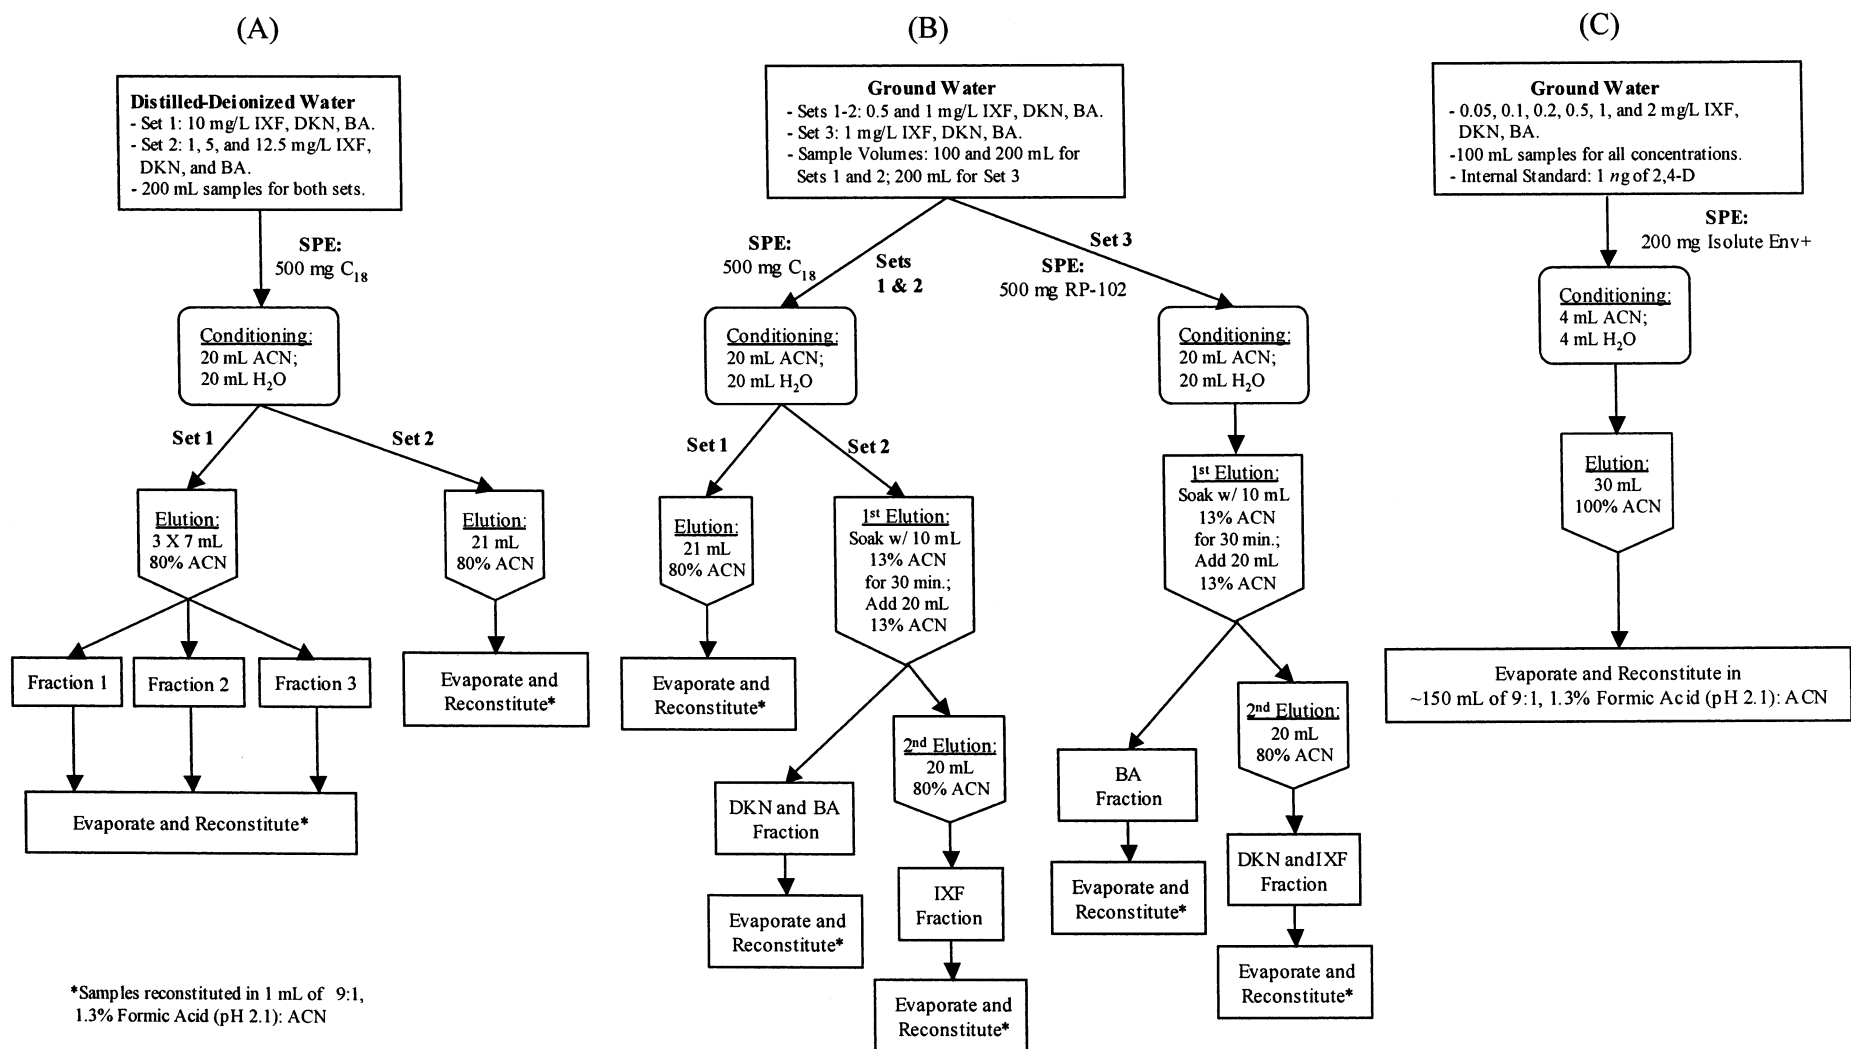 (A)
Distilled-Deionized Water
- Set 1: 10 mg/L IXF, DKN, BA.
- Set 2: 1, 5, and 12.5 mg/L IXF,
DKN, and BA.
- 200 mL samples for both sets.
SPE:
500 mg C18
Conditioning:
20 mL ACN;
20 mL H2O
Set 1
Set 2
Elution:
3 X 7 mL
80% ACN
Elution:
21 mL
80% ACN
Fraction 1
Fraction 2
Fraction 3
Evaporate and
Reconstitute*
Evaporate and Reconstitute*
*Samples reconstituted in 1 mL of 9:1,
1.3% Formic Acid (pH 2.1): ACN
(B)
Ground Water
- Sets 1-2: 0.5 and 1 mg/L IXF, DKN, BA.
- Set 3: 1 mg/L IXF, DKN, BA.
- Sample Volumes: 100 and 200 mL for
Sets 1 and 2; 200 mL for Set 3
SPE:
500 mg C18
Sets
1 & 2
Set 3
SPE:
500 mg RP-102
Conditioning:
20 mL ACN;
20 mL H2O
Conditioning:
20 mL ACN;
20 mL H2O
Set 1
Set 2
Elution:
21 mL
80% ACN
1st Elution:
Soak w/ 10 mL
13% ACN
for 30 min.;
Add 20 mL
13% ACN
1st Elution:
Soak w/ 10 mL
13% ACN
for 30 min.;
Add 20 mL
13% ACN
Evaporate and
Reconstitute*
2nd Elution:
20 mL
80% ACN
DKN and BA
Fraction
Evaporate and
Reconstitute*
IXF
Fraction
Evaporate and
Reconstitute*
2nd Elution:
20 mL
80% ACN
BA
Fraction
Evaporate and
Reconstitute*
DKN andIXF
Fraction
Evaporate and
Reconstitute*
(C)
Ground Water
- 0.05, 0.1, 0.2, 0.5, 1, and 2 mg/L IXF,
DKN, BA.
-100 mL samples for all concentrations.
- Internal Standard: 1 ng of 2,4-D
SPE:
200 mg Isolute Env+
Conditioning:
4 mL ACN;
4 mL H2O
Elution:
30 mL
100% ACN
Evaporate and Reconstitute in
~150 mL of 9:1, 1.3% Formic Acid (pH 2.1): ACN